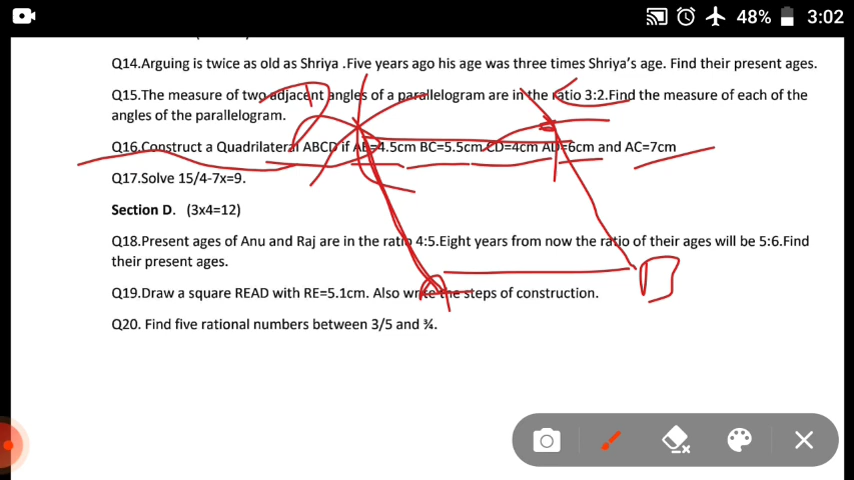 48% 3:02
Q14.Arguing is twice as old as Shriya .Five years ago his age was three times Shriya's age. Find their present ages.
Q15.The measure of two adjacent angles of a parallelogram are in the ratio 3:2.Find the measure of each of the
angles of the parallelogram.
Q16.Construct a Quadrilateral ABCD if AB=4.5cm BC=5.5cm CD=4cm AD=6cm and AC=7cm
Q17.Solve 15/4-7x=9.
Section D. (3x4=12)
Q18.Present ages of Anu and Raj are in the ratio 4:5.Eight years from now the ratio of their ages will be 5:6.Find
their present ages.
Q19.Draw a square READ with RE=5.1cm. Also write the steps of construction.
Q20. Find five rational numbers between 3/5 and ¾.